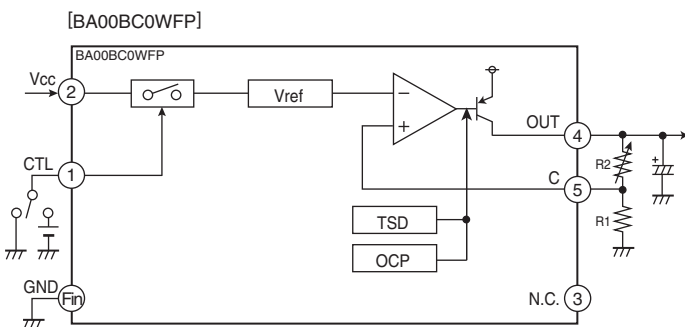 [BA00BC0WFP]
BA00BC0WFP
Vcc
2
Vref
−
+
OUT
4
R2
+
CTL
1
C
5
R1
TSD
OCP
GND
Fin
N.C.
3